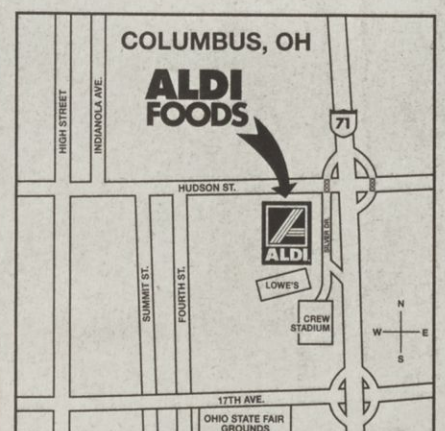 COLUMBUS, OH
ALDI
FOODS
HIGH STREET
INDIANOLA AVE.
71
HUDSON ST.
SILVER DR.
ALDI
LOWE'S
CREW
STADIUM
SUMMIT ST.
FOURTH ST.
N
W E
S
17TH AVE.
OHIO STATE FAIR
GROUNDS